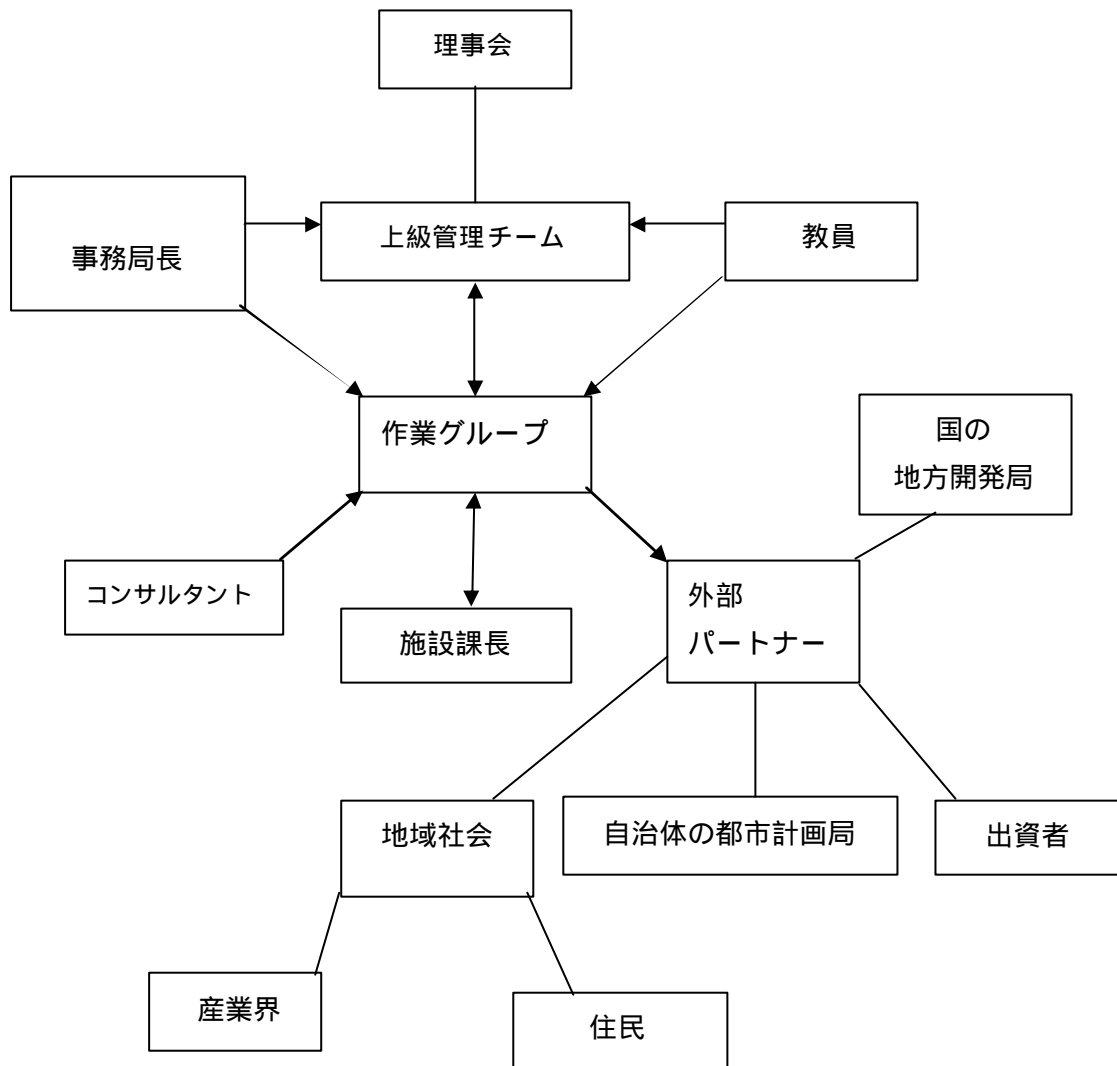 理事会
事務局長
上級管理チーム
教員
作業グループ
国の
地方開発局
コンサルタント
施設課長
外部
パートナー
地域社会
自治体の都市計画局
出資者
産業界
住民